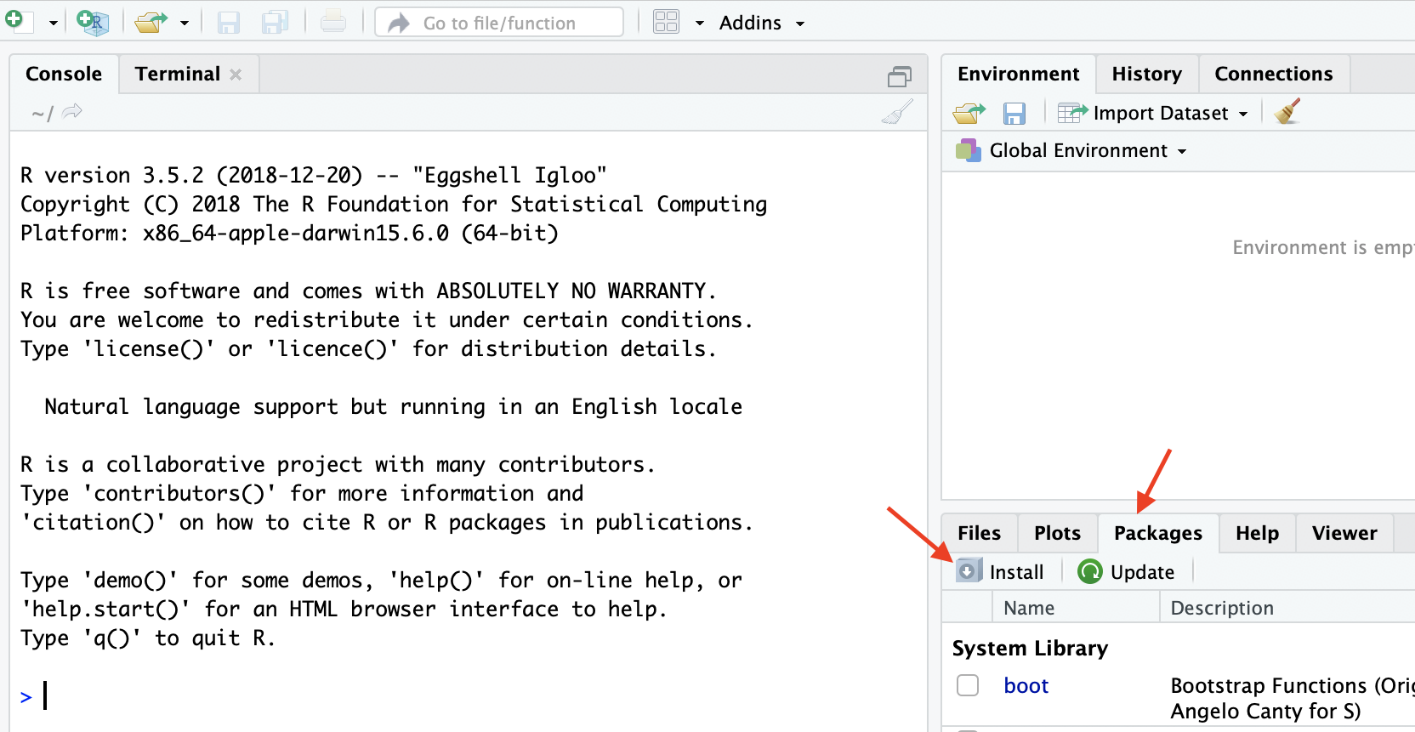 Go to file/function
Addins
Console
Terminal
~/
R version 3.5.2 (2018-12-20) -- "Eggshell Igloo"
Copyright (C) 2018 The R Foundation for Statistical Computing
Platform: x86_64-apple-darwin15.6.0 (64-bit)
R is free software and comes with ABSOLUTELY NO WARRANTY.
You are welcome to redistribute it under certain conditions.
Type 'license()' or 'licence()' for distribution details.
Natural language support but running in an English locale
R is a collaborative project with many contributors.
Type 'contributors()' for more information and
'citation()' on how to cite R or R packages in publications.
Type 'demo()' for some demos, 'help()' for on-line help, or
'help.start()' for an HTML browser interface to help.
Type 'q()' to quit R.
>
Environment History Connections
Import Dataset
Global Environment
Environment is emp
Files Plots Packages Help Viewer
Install Update
Name Description
System Library
boot Bootstrap Functions (Orig
Angelo Canty for S)